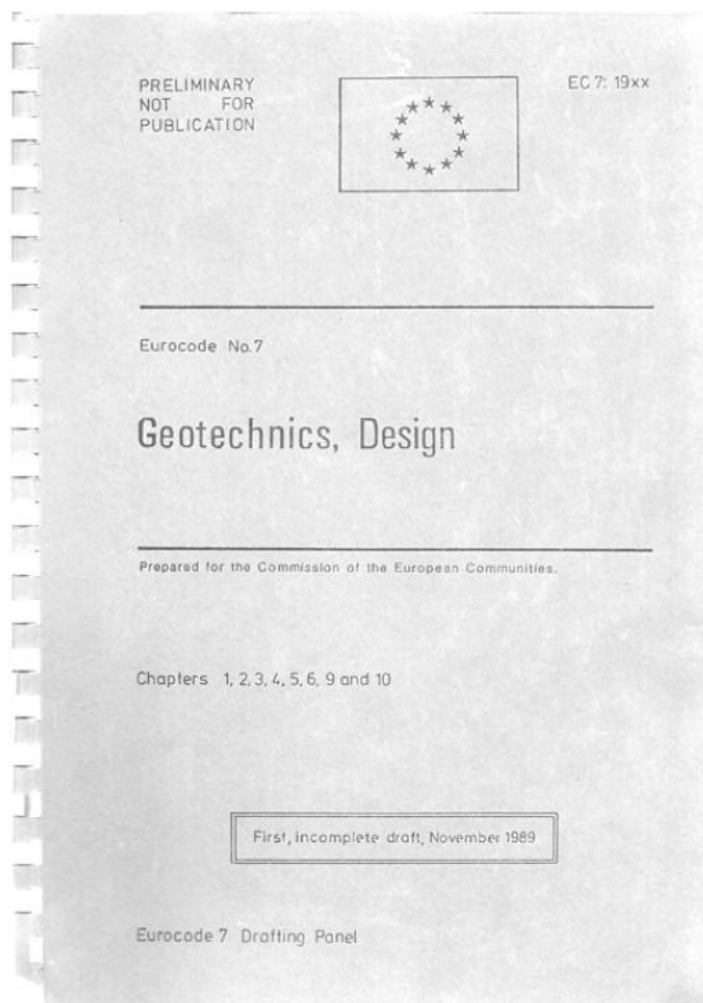 PRELIMINARY
NOT FOR
PUBLICATION
EC 7: 19xx
Eurocode No.7
Geotechnics, Design
Prepared for the Commission of the European Communities.
Chapters 1, 2, 3, 4, 5, 6, 9 and 10
First, incomplete draft, November 1989
Eurocode 7 Drafting Panel